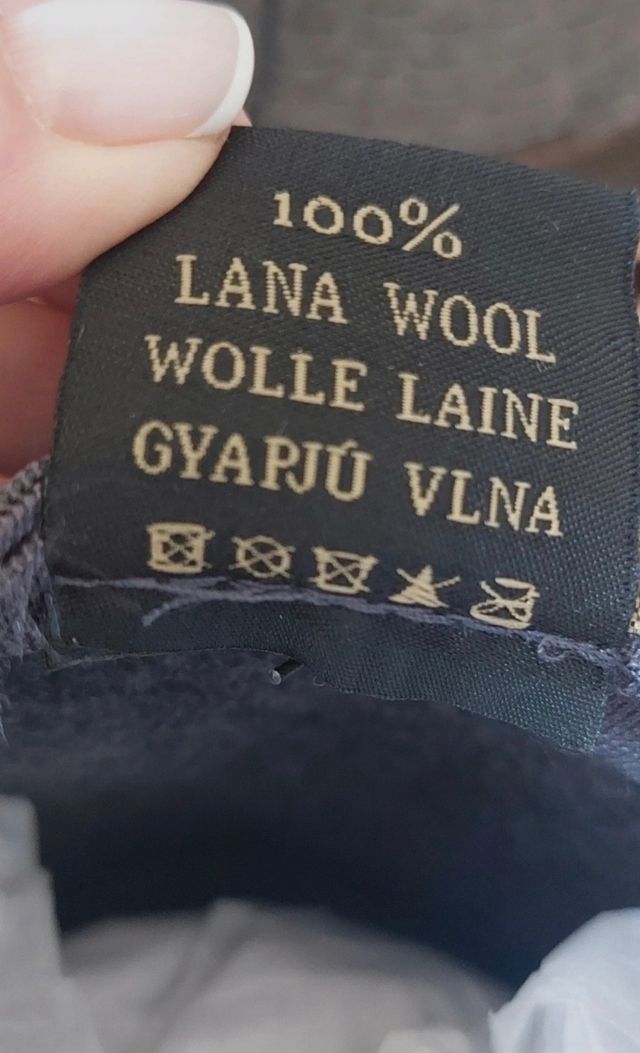 100%
LANA WOOL
WOLLE LAINE
GYAPJÚ VLNA